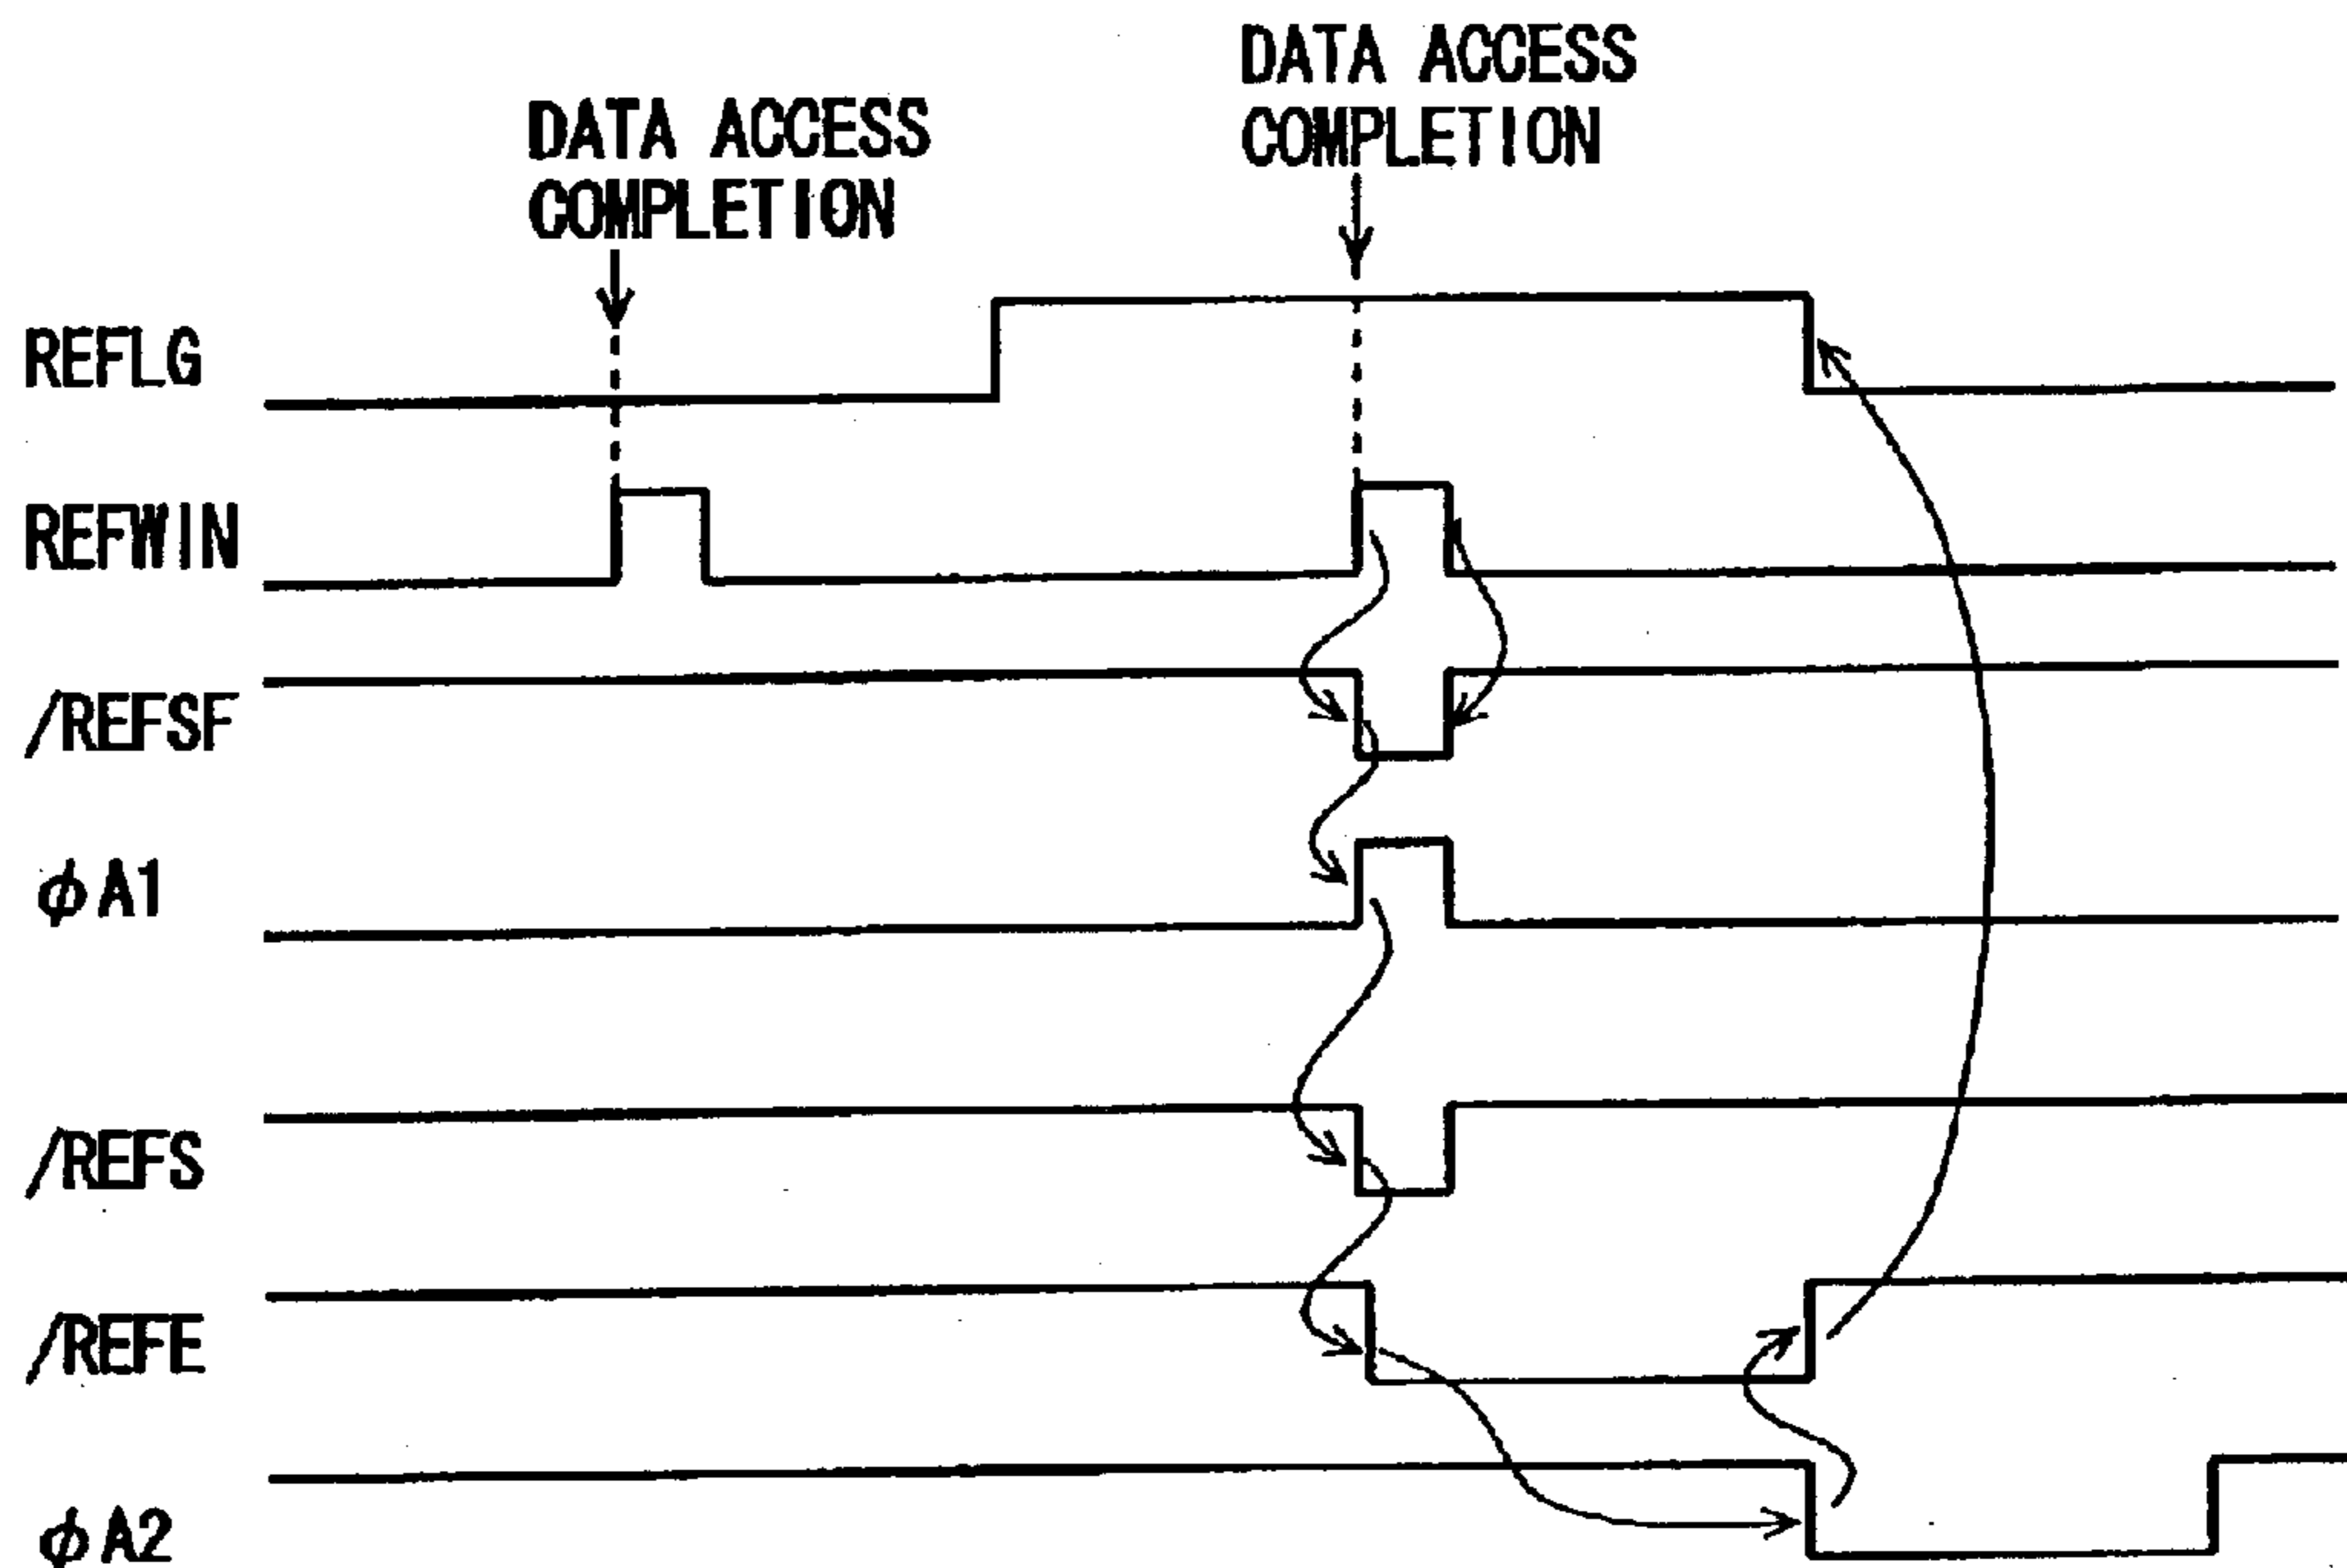 DATA ACCESS
COMPLETION
DATA ACCESS
COMPLETION
REFLG
REFWIN
/REFSF
φA1
/REFS
/REFE
φA2